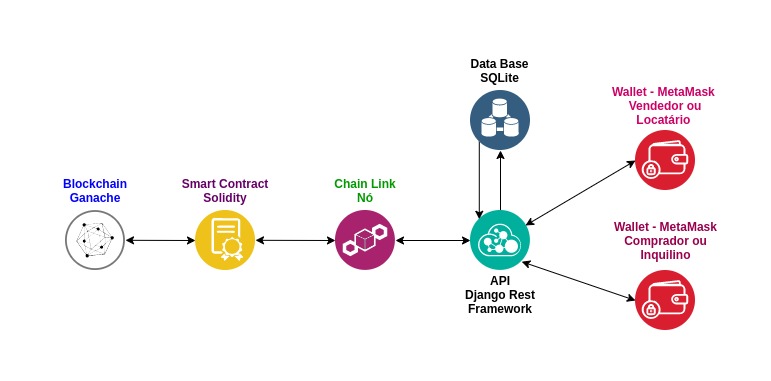 Data Base
SQLite
Wallet - MetaMask
Vendedor ou
Locatário
Blockchain
Ganache
Smart Contract
Solidity
Chain Link
Nó
Wallet - MetaMask
Comprador ou
Inquilino
API
Django Rest
Framework